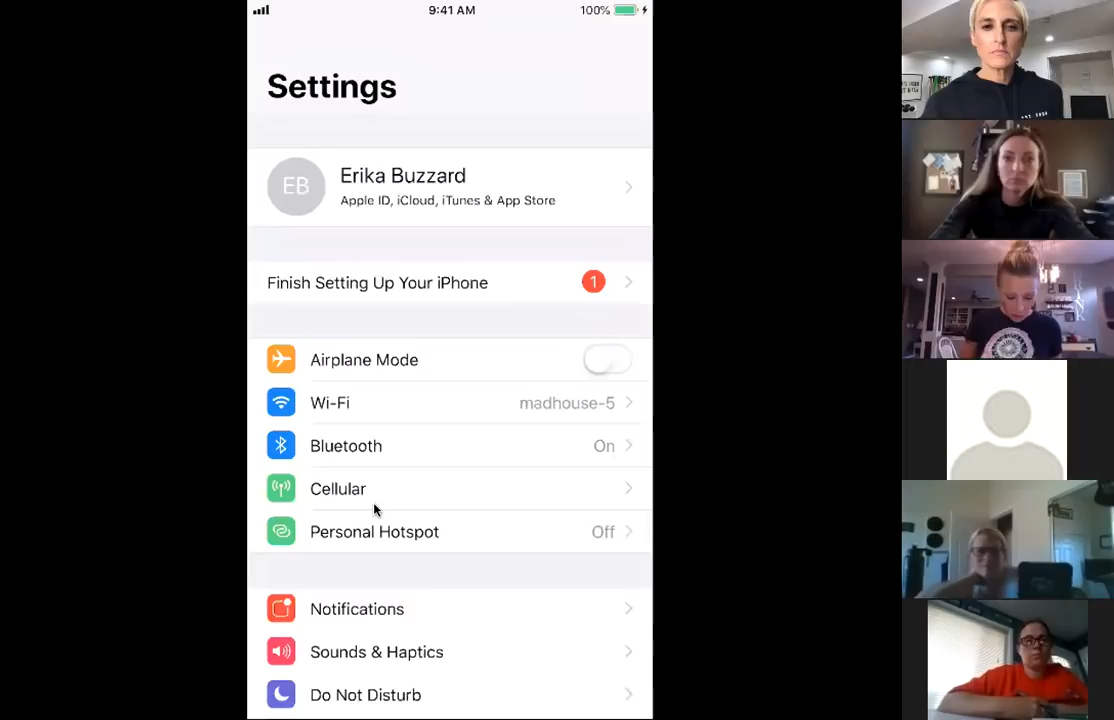 9:41 AM
100%
Settings
EB
Erika Buzzard
Apple ID, iCloud, iTunes & App Store
Finish Setting Up Your iPhone
1
Airplane Mode
Wi-Fi
madhouse-5
Bluetooth
On
Cellular
Personal Hotspot
Off
Notifications
Sounds & Haptics
Do Not Disturb